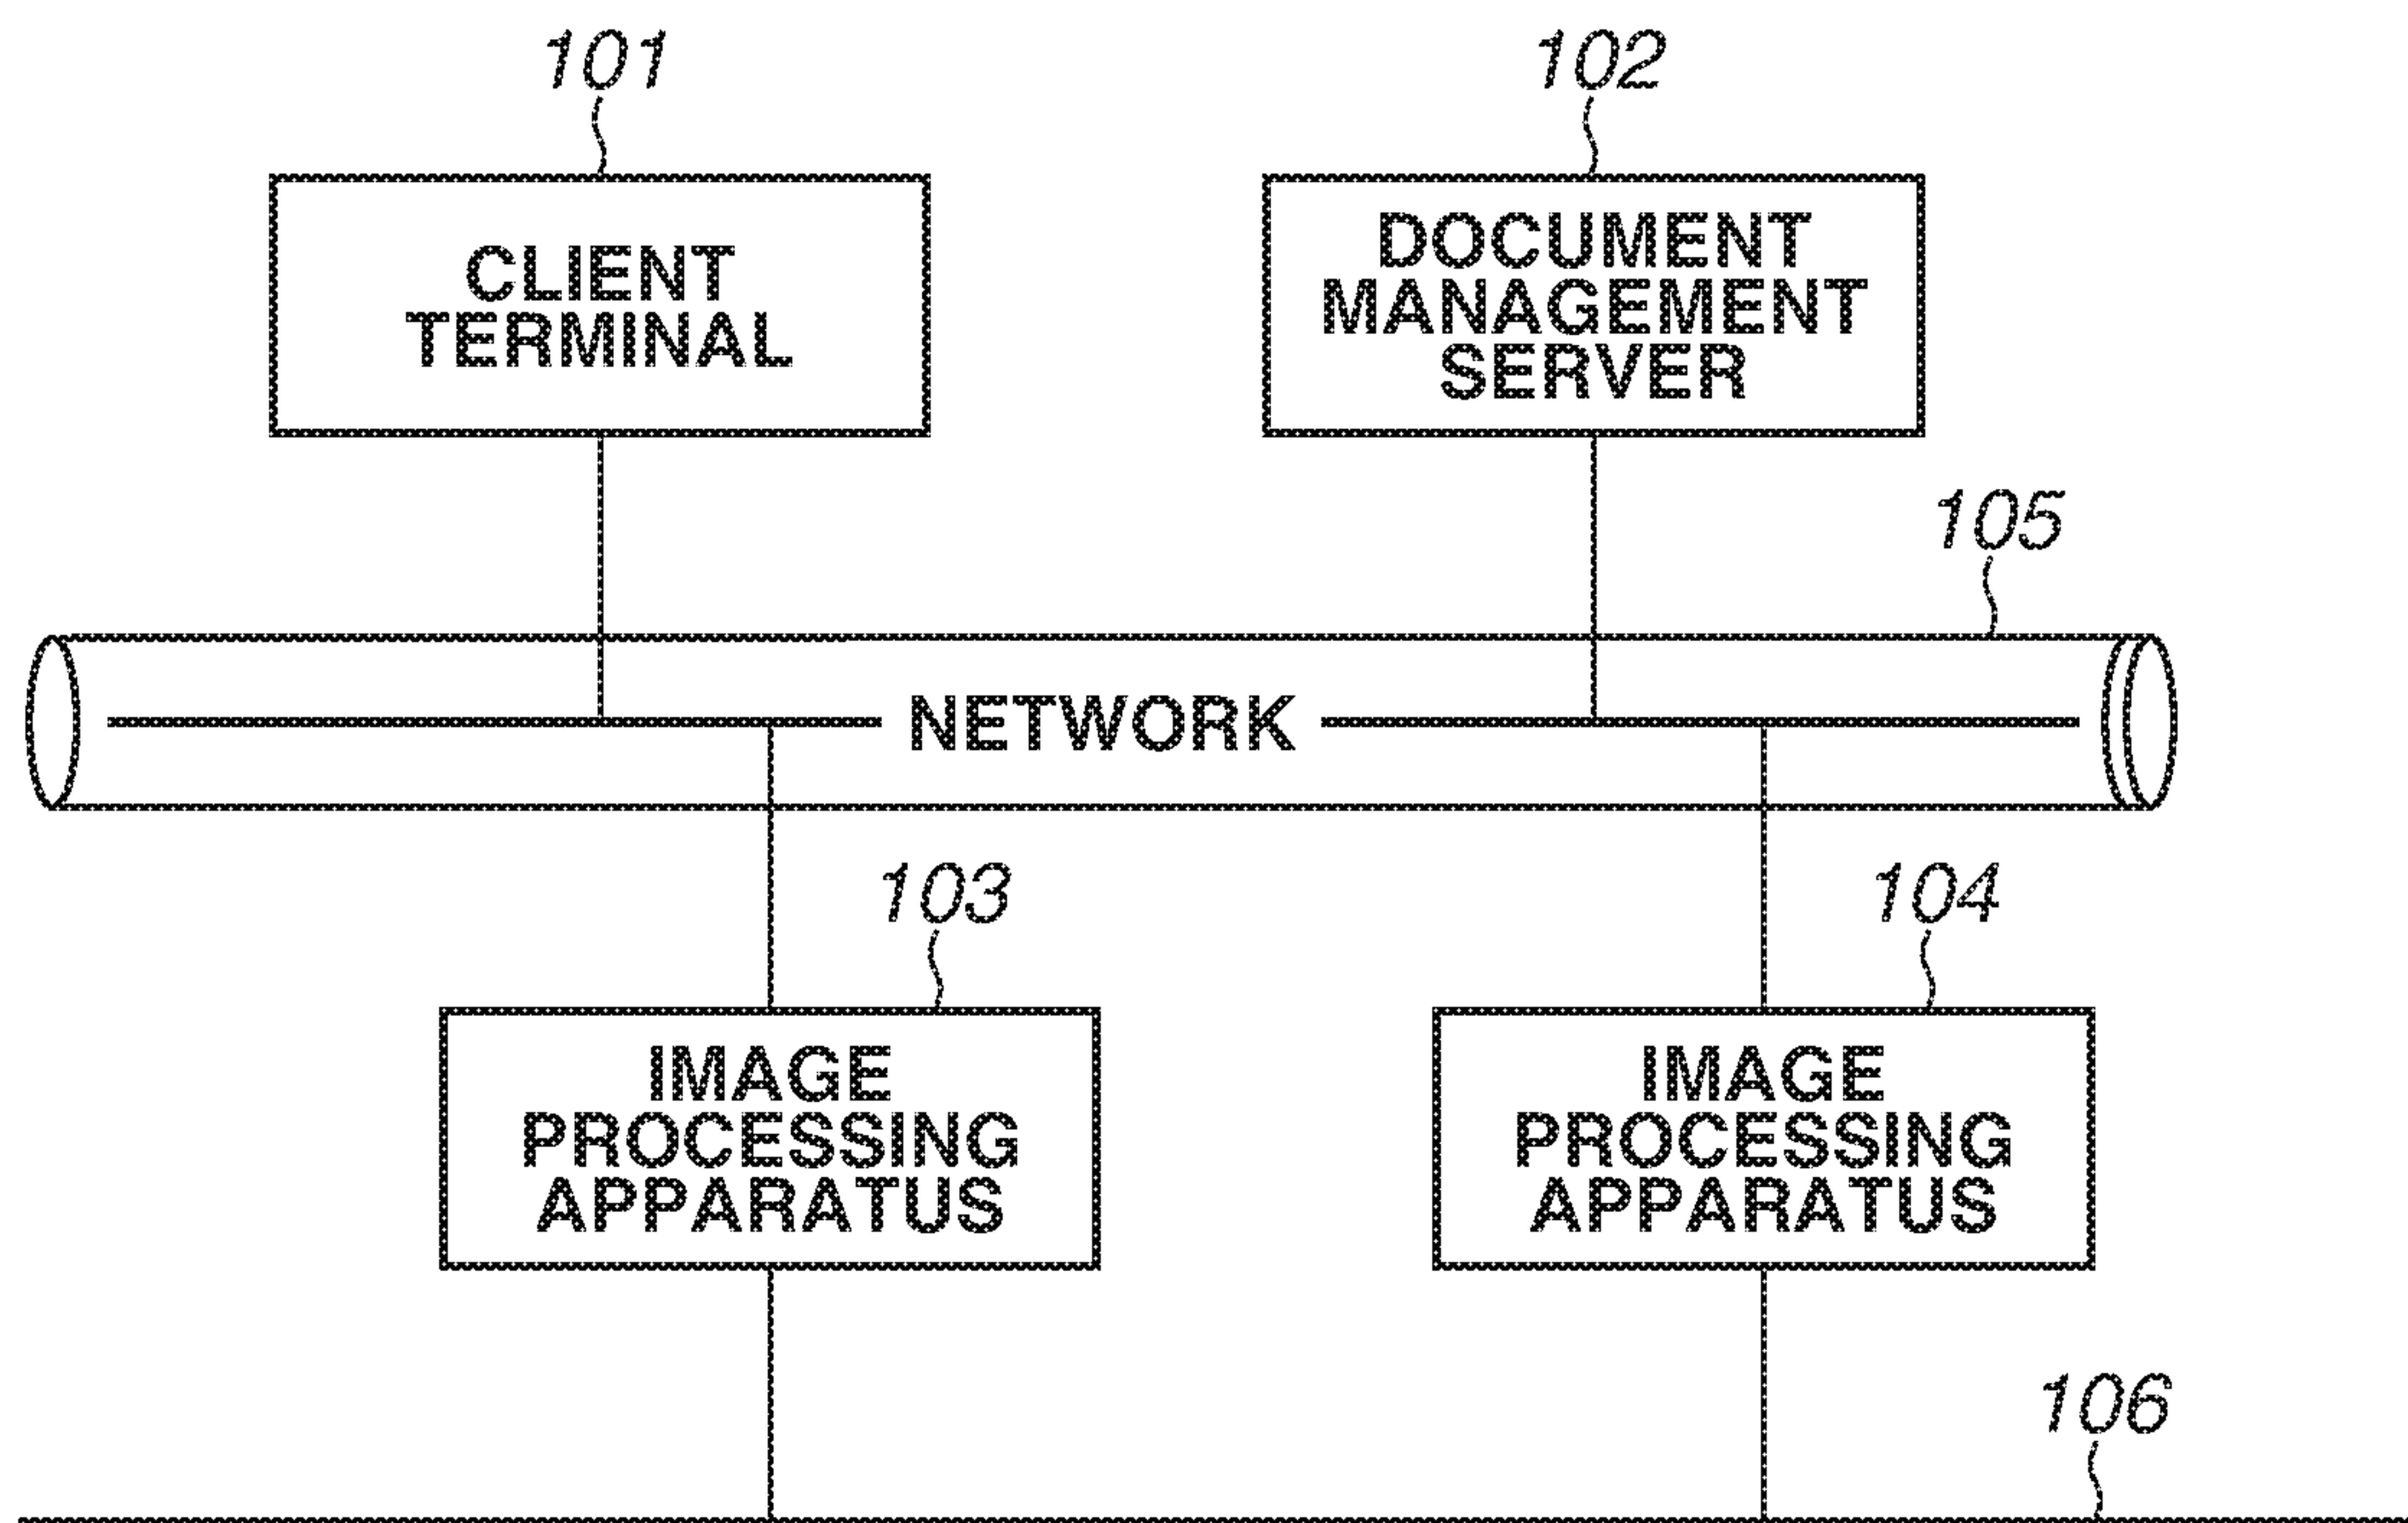 101
102
CLIENT
TERMINAL
DOCUMENT
MANAGEMENT
SERVER
105
NETWORK
103
104
IMAGE
PROCESSING
APPARATUS
IMAGE
PROCESSING
APPARATUS
106